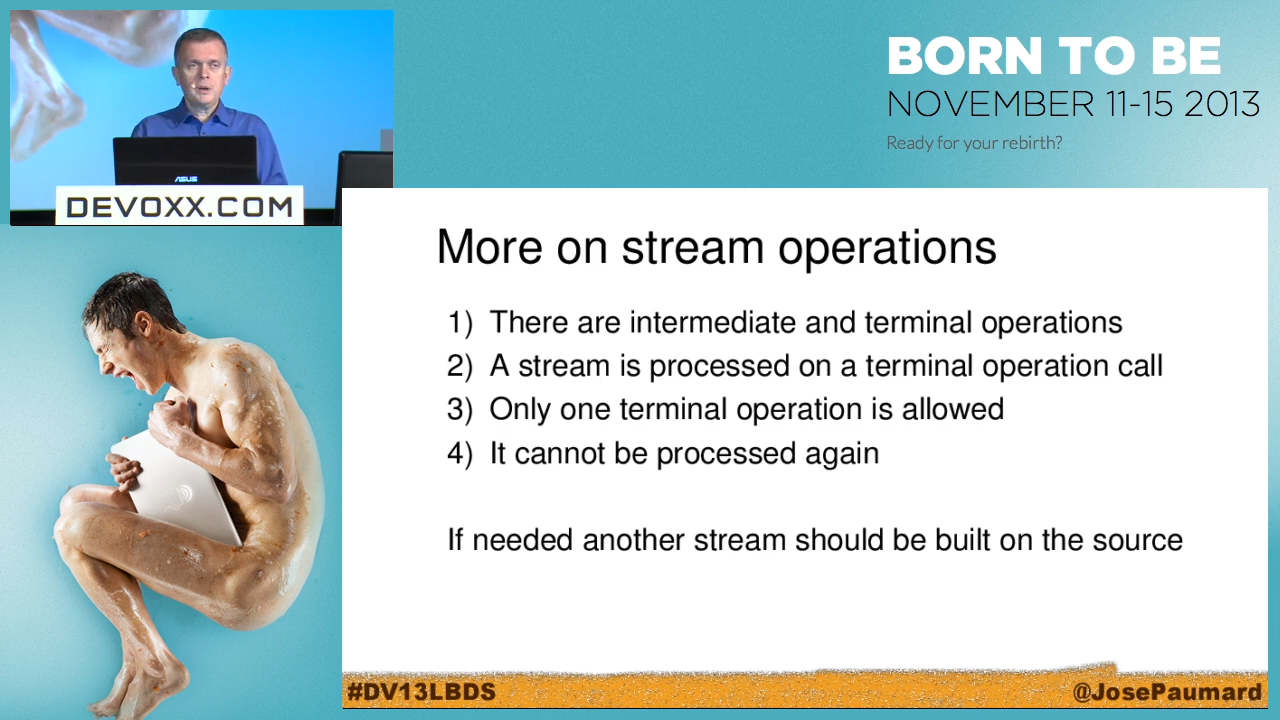 BORN TO BE
NOVEMBER 11-15 2013
Ready for your rebirth?
ASUS
DEVOXX.COM
More on stream operations
1) There are intermediate and terminal operations
2) A stream is processed on a terminal operation call
3) Only one terminal operation is allowed
4) It cannot be processed again
If needed another stream should be built on the source
#DV13LBDS
@JosePaumard